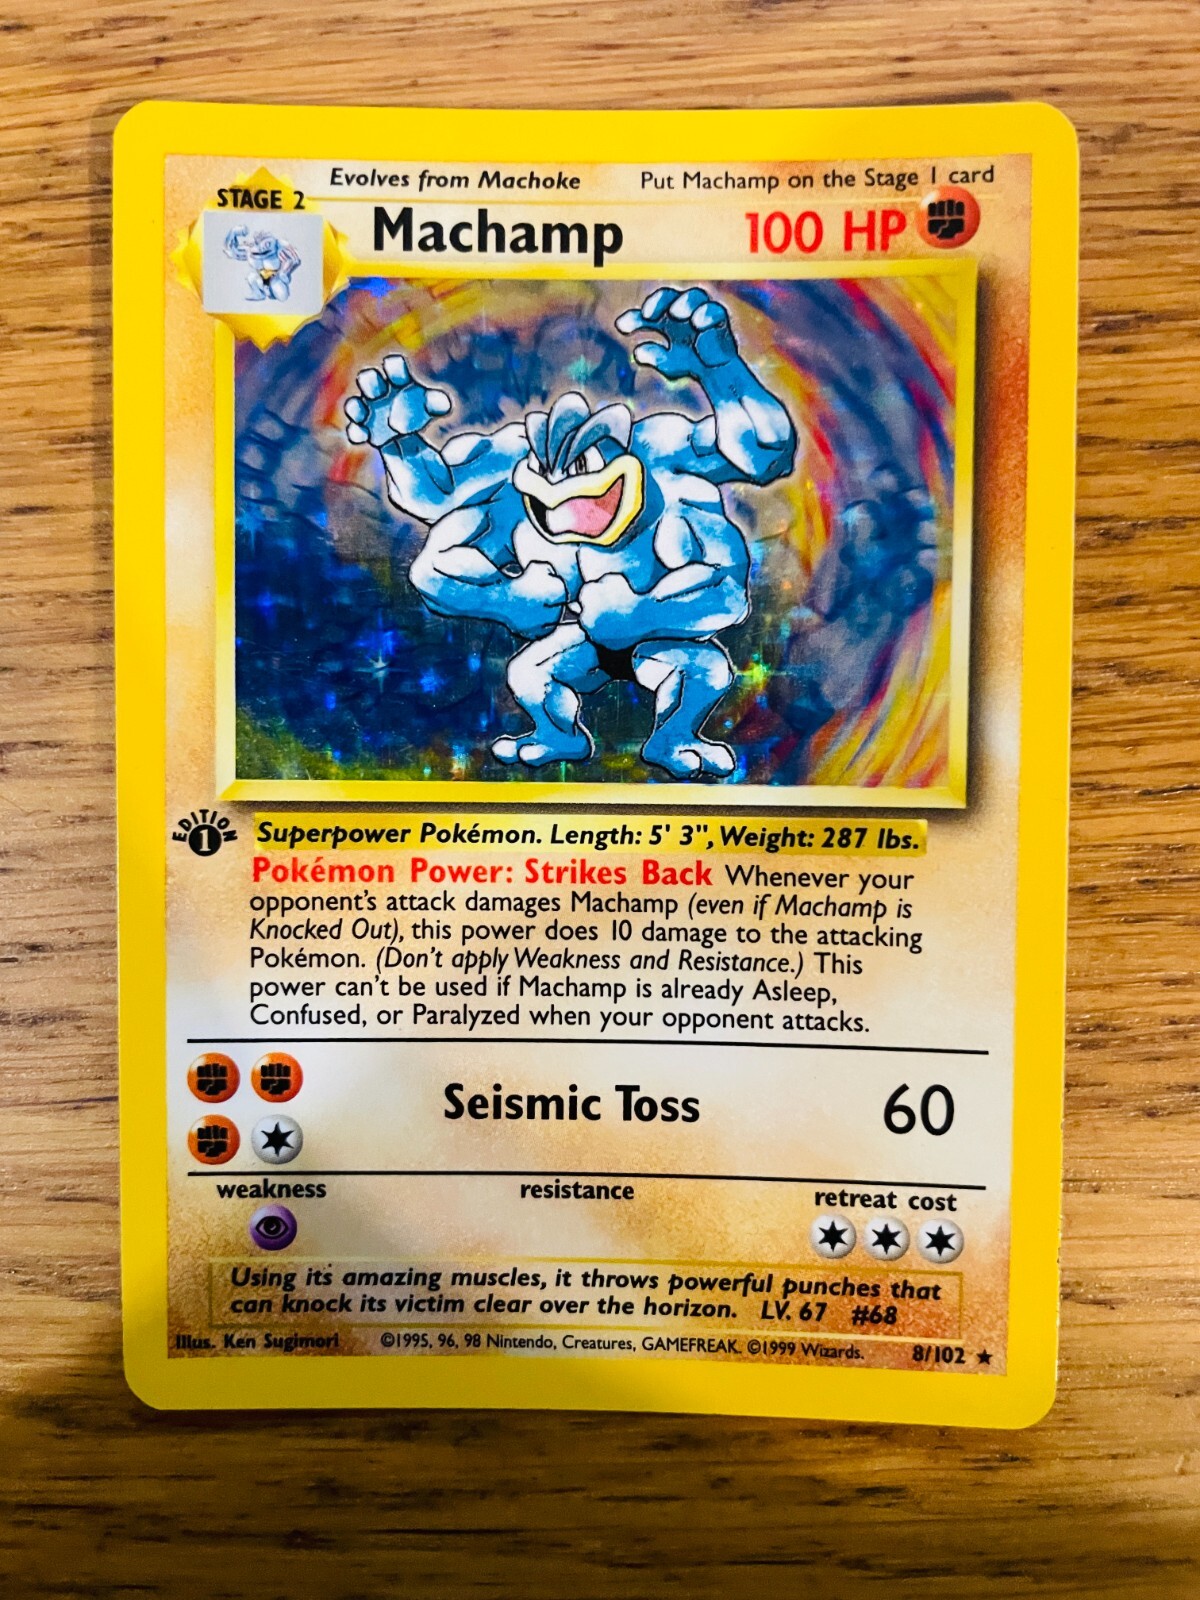 Evolves from Machoke Put Machamp on the Stage 1 card
STAGE 2
Machamp 100 HP
EDITION 1
Superpower Pokémon. Length: 5' 3", Weight: 287 lbs.
Pokémon Power: Strikes Back Whenever your
opponent's attack damages Machamp (even if Machamp is
Knocked Out), this power does 10 damage to the attacking
Pokémon. (Don't apply Weakness and Resistance.) This
power can't be used if Machamp is already Asleep,
Confused, or Paralyzed when your opponent attacks.
Seismic Toss 60
weakness resistance retreat cost
Using its amazing muscles, it throws powerful punches that
can knock its victim clear over the horizon. LV. 67 #68
Illus. Ken Sugimori ©1995, 96, 98 Nintendo, Creatures, GAMEFREAK. ©1999 Wizards. 8/102 ★